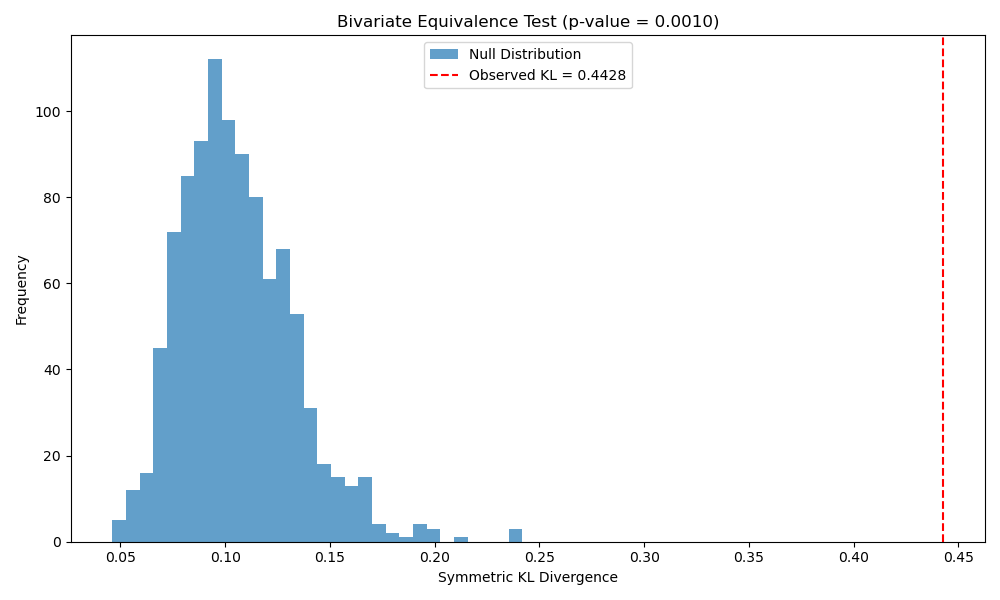 Bivariate Equivalence Test (p-value = 0.0010)
Null Distribution
Observed KL = 0.4428
Frequency
100
80
60
40
20
0
0.05 0.10 0.15 0.20 0.25 0.30 0.35 0.40 0.45
Symmetric KL Divergence